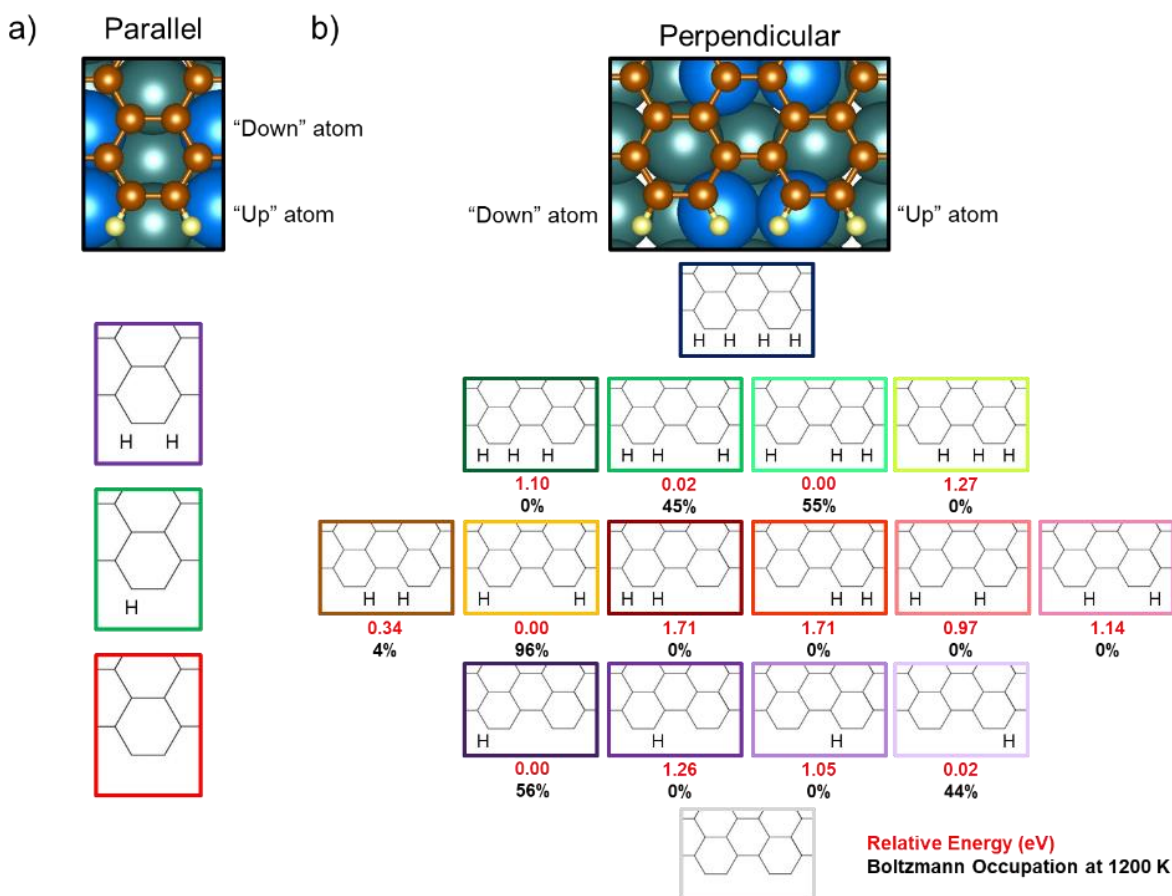 a) Parallel
b) Perpendicular
“Down” atom
“Up” atom
“Down” atom
“Up” atom
H H
H
H H H H
H H H
H H H
H H H
H H H
1.10 0.02 0.00 1.27
0% 45% 55% 0%
H H
H H
H H
H H
H H
H H
0.34 0.00 1.71 1.71 0.97 1.14
4% 96% 0% 0% 0% 0%
H
H
H
H
0.00 1.26 1.05 0.02
56% 0% 0% 44%
Relative Energy (eV)
Boltzmann Occupation at 1200 K